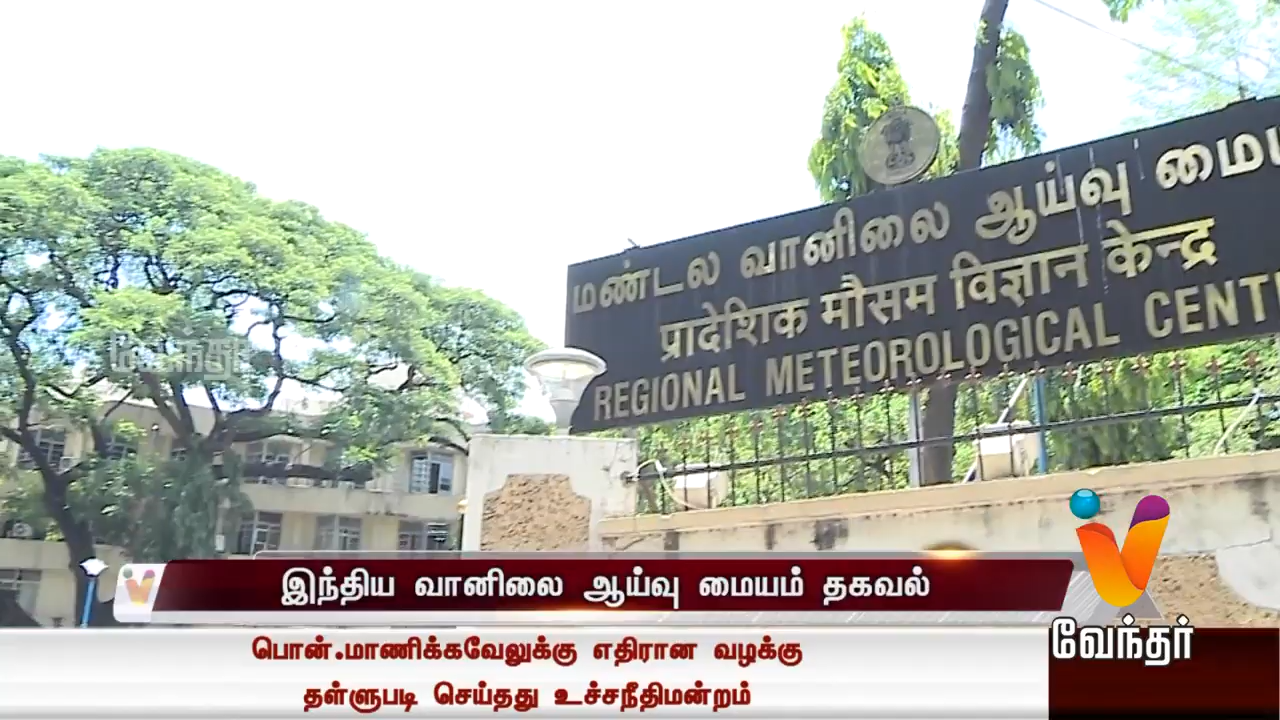 மண்டல வானிலை ஆய்வு
प्रादेशिक मौसम विज्ञान केन्द्र
REGIONAL METEOROLOGICAL CENT
வேந்தர்
இந்திய வானிலை ஆய்வு மையம் தகவல்
பொன்.மாணிக்கவேலுக்கு எதிரான வழக்கு
தள்ளுபடி செய்தது உச்சநீதிமன்றம்
வேந்தர்